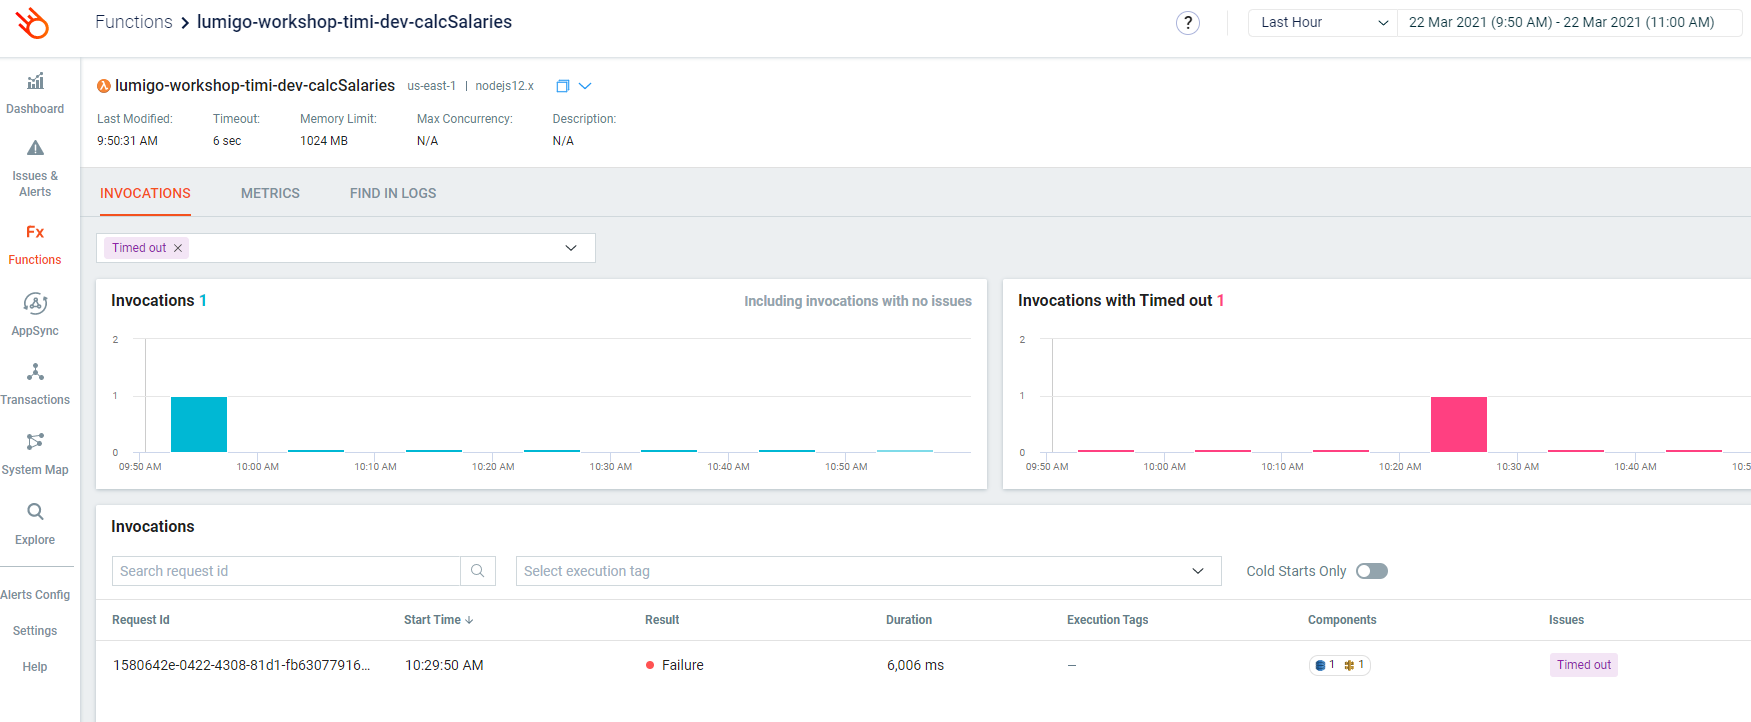 Functions > lumigo-workshop-timi-dev-calcSalaries
?
Last Hour
22 Mar 2021 (9:50 AM) - 22 Mar 2021 (11:00 AM)
Dashboard
Issues &
Alerts
Fx
Functions
AppSync
Transactions
System Map
Explore
Alerts Config
Settings
Help
lumigo-workshop-timi-dev-calcSalaries us-east-1 | nodejs12.x
Last Modified: Timeout: Memory Limit: Max Concurrency: Description:
9:50:31 AM 6 sec 1024 MB N/A N/A
INVOCATIONS METRICS FIND IN LOGS
Timed out ×
Invocations 1 Including invocations with no issues
2
1
0
09:50 AM 10:00 AM 10:10 AM 10:20 AM 10:30 AM 10:40 AM 10:50 AM
Invocations with Timed out 1
2
1
0
09:50 AM 10:00 AM 10:10 AM 10:20 AM 10:30 AM 10:40 AM 10:5
Invocations
Search request id Select execution tag Cold Starts Only
Request Id Start Time ↓ Result Duration Execution Tags Components Issues
1580642e-0422-4308-81d1-fb63077916... 10:29:50 AM Failure 6,006 ms – 1 1 Timed out